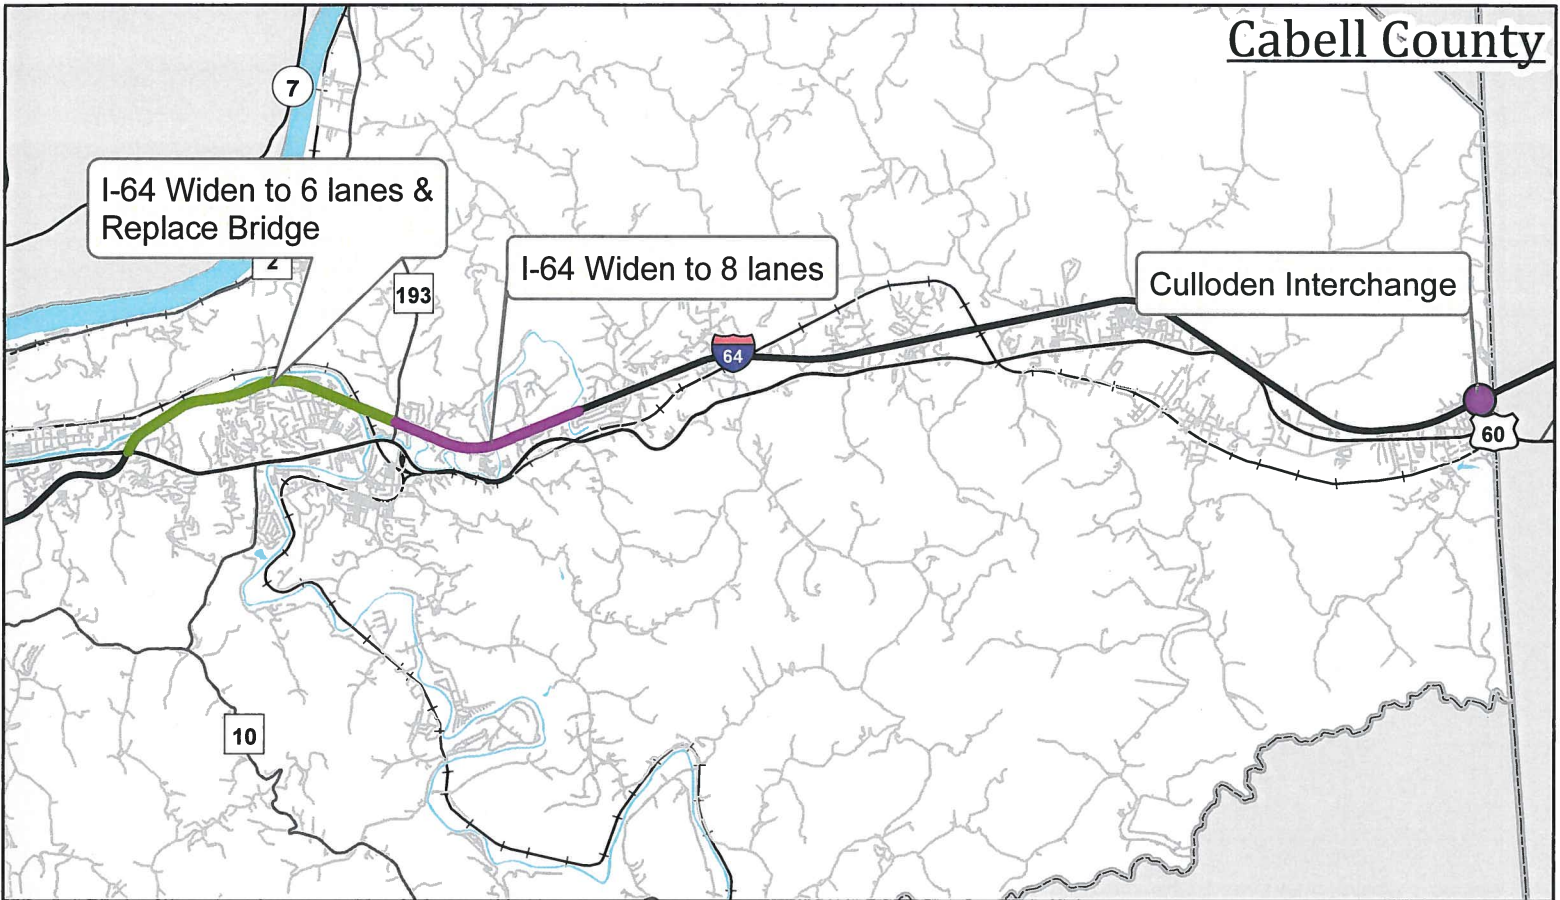 Cabell County
7
I-64 Widen to 6 lanes &
Replace Bridge
2
193
I-64 Widen to 8 lanes
Culloden Interchange
64
60
10